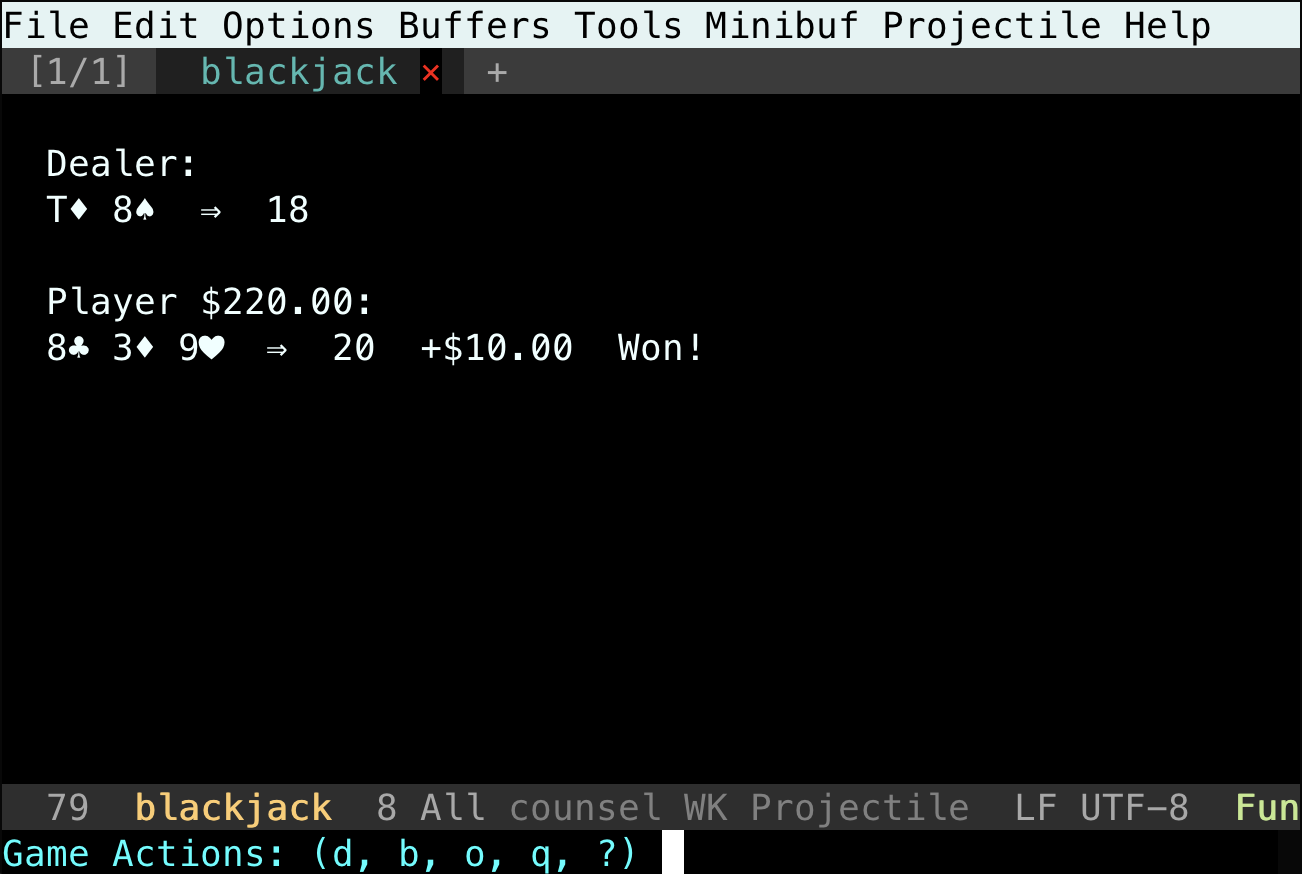 File Edit Options Buffers Tools Minibuf Projectile Help
[1/1] blackjack × +
Dealer:
T♦ 8♠ ⇒ 18
Player $220.00:
8♣ 3♦ 9♥ ⇒ 20 +$10.00 Won!
79 blackjack 8 All counsel WK Projectile LF UTF-8 Fun
Game Actions: (d, b, o, q, ?)